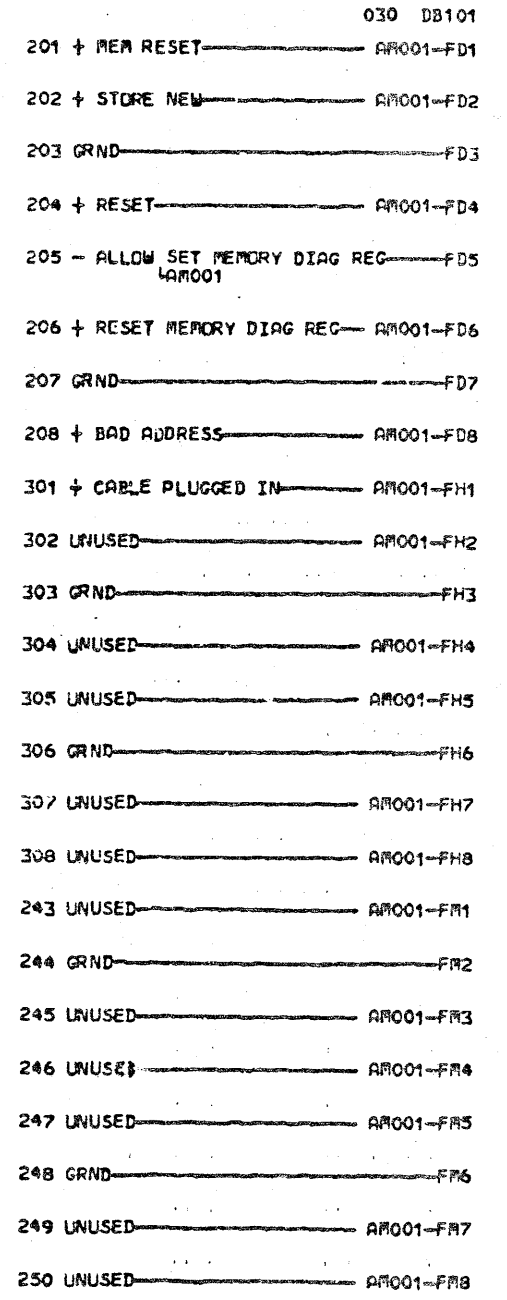 030 DB101
201 + MEM RESET AM001-FD1
202 + STORE NEW AM001-FD2
203 GRND FD3
204 + RESET AM001-FD4
205 - ALLOW SET MEMORY DIAG REG FD5
AM001
206 + RESET MEMORY DIAG REG AM001-FD6
207 GRND FD7
208 + BAD ADDRESS AM001-FD8
301 + CABLE PLUGGED IN AM001-FH1
302 UNUSED AM001-FH2
303 GRND FH3
304 UNUSED AM001-FH4
305 UNUSED AM001-FH5
306 GRND FH6
307 UNUSED AM001-FH7
308 UNUSED AM001-FH8
243 UNUSED AM001-FM1
244 GRND FM2
245 UNUSED AM001-FM3
246 UNUSED AM001-FM4
247 UNUSED AM001-FM5
248 GRND FM6
249 UNUSED AM001-FM7
250 UNUSED AM001-FM8